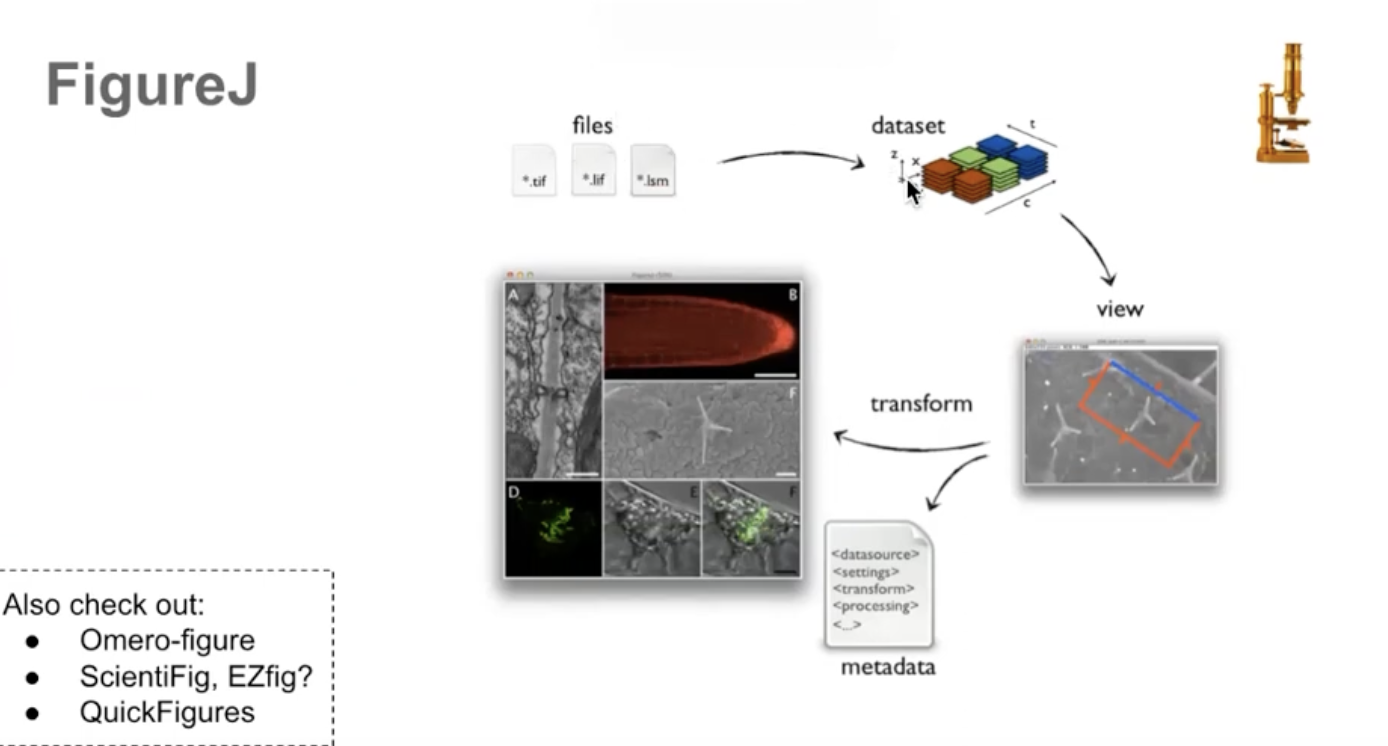 FigureJ
files
*.tif
*.lif
*.lsm
dataset
z
x
t
c
view
transform
A
B
F
D
E
F
<datasource>
<settings>
<transform>
<processing>
<...>
metadata
Also check out:
● Omero-figure
● ScientiFig, EZfig?
● QuickFigures